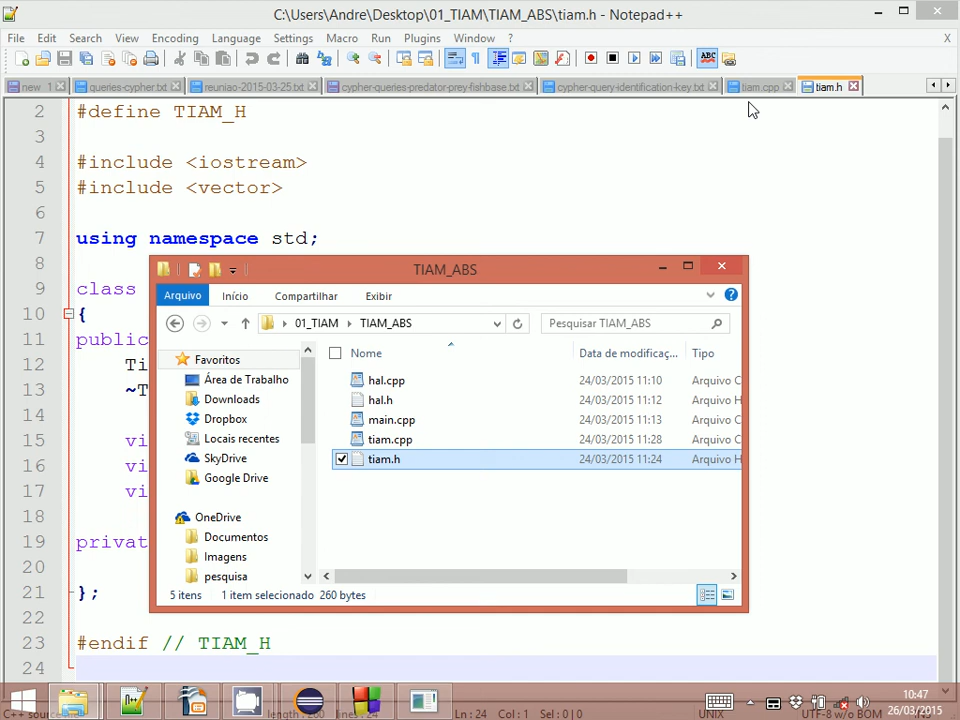 C:\Users\Andre\Desktop\01_TIAM\TIAM_ABS\tiam.h - Notepad++
File Edit Search View Encoding Language Settings Macro Run Plugins Window ? X
new 1 queries-cypher.txt reuniao-2015-03-25.txt cypher-queries-predator-prey-fishbase.txt cypher-query-identification-key.txt tiam.cpp tiam.h
2 #define TIAM_H
3
4 #include <iostream>
5 #include <vector>
6
7 using namespace std;
8
9 class
10 {
11 public
12 Ti
13 ~T
14
15 vi
16 vi
17 vi
18
19 privat
20
21 };
22
23 #endif // TIAM_H
24
TIAM_ABS
Arquivo Início Compartilhar Exibir
01_TIAM TIAM_ABS Pesquisar TIAM_ABS
Favoritos
Área de Trabalho
Downloads
Dropbox
Locais recentes
SkyDrive
Google Drive
OneDrive
Documentos
Imagens
pesquisa
Nome Data de modificaç... Tipo
hal.cpp 24/03/2015 11:10 Arquivo C
hal.h 24/03/2015 11:12 Arquivo H
main.cpp 24/03/2015 11:13 Arquivo C
tiam.cpp 24/03/2015 11:28 Arquivo C
tiam.h 24/03/2015 11:24 Arquivo H
5 itens 1 item selecionado 260 bytes
length : 260 lines : 24 Ln : 24 Col : 1 Sel : 0 | 0 UNIX UTF-8 w/o BOM
10:47
26/03/2015